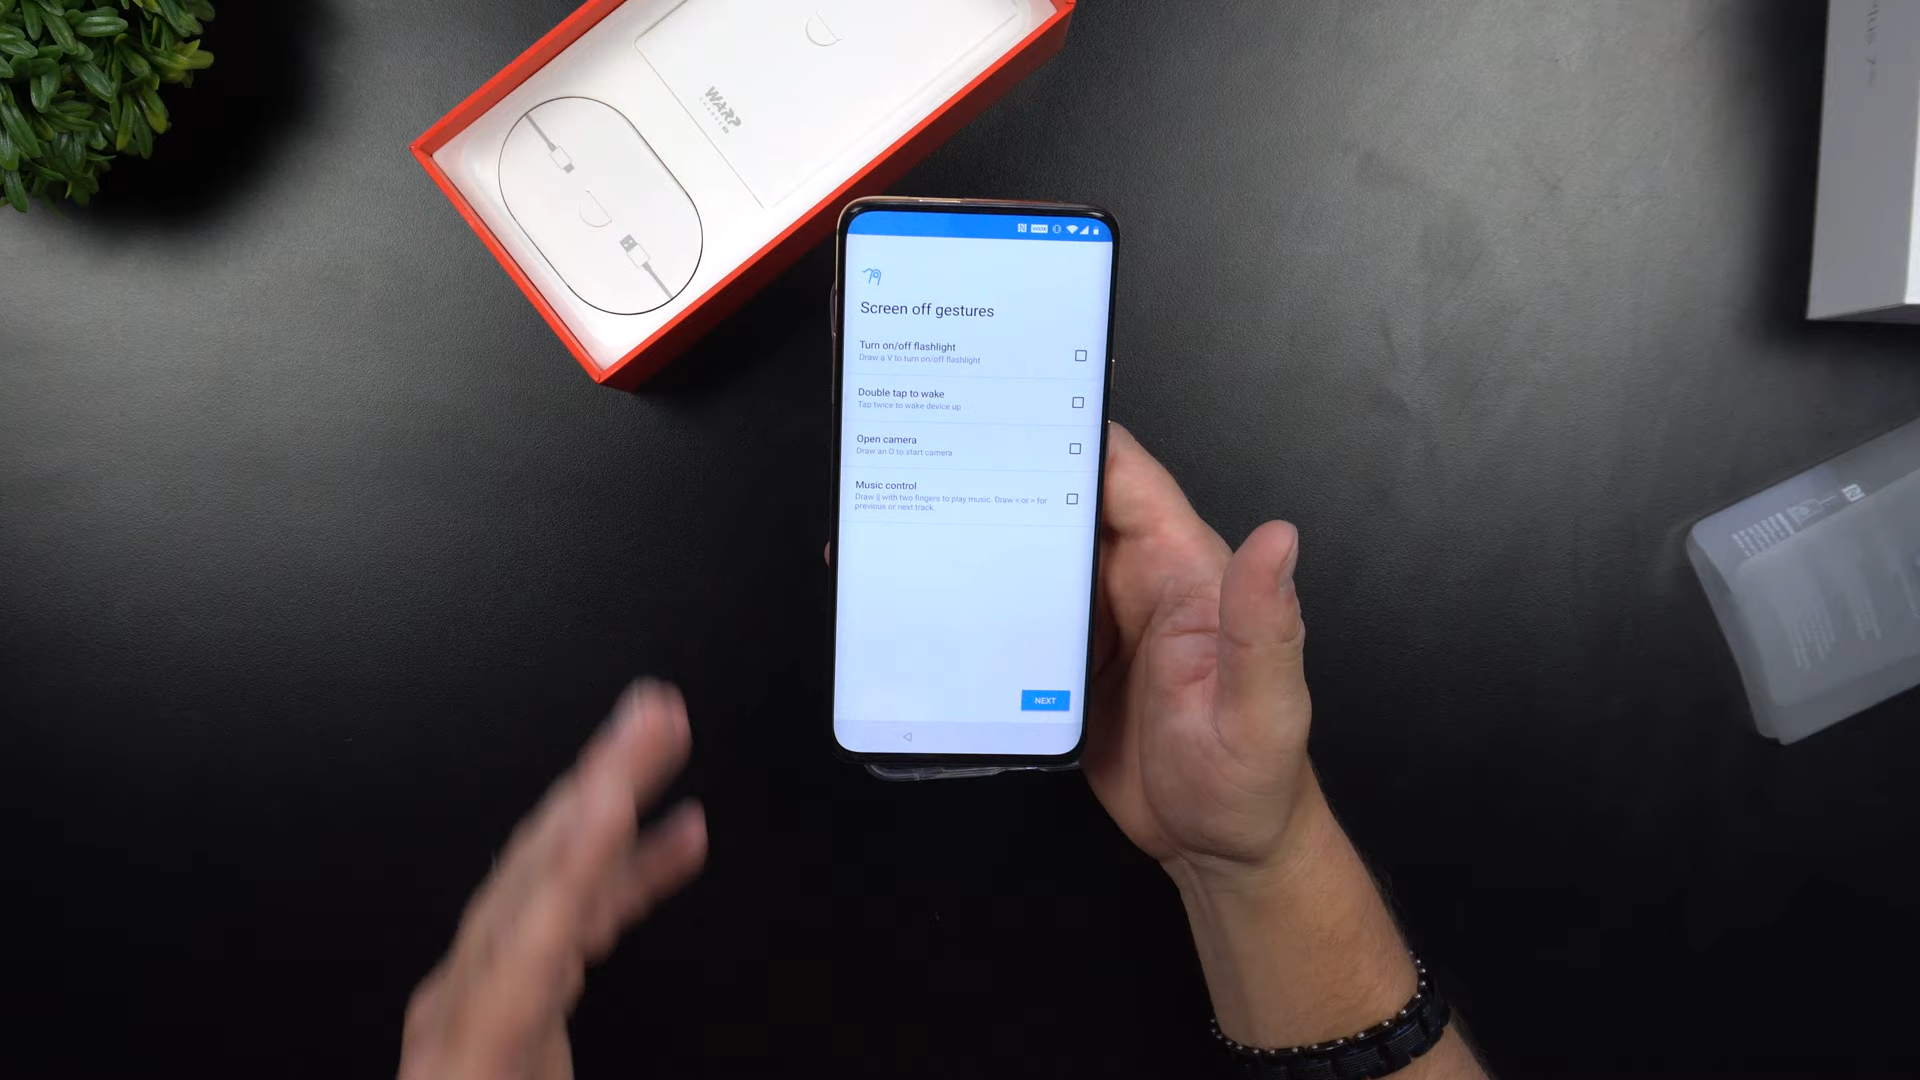 WARP
CHARGE
VoLTE
Screen off gestures
Turn on/off flashlight
Draw a V to turn on/off flashlight
Double tap to wake
Tap twice to wake device up
Open camera
Draw an O to start camera
Music control
Draw || with two fingers to play music. Draw < or > for
previous or next track.
NEXT